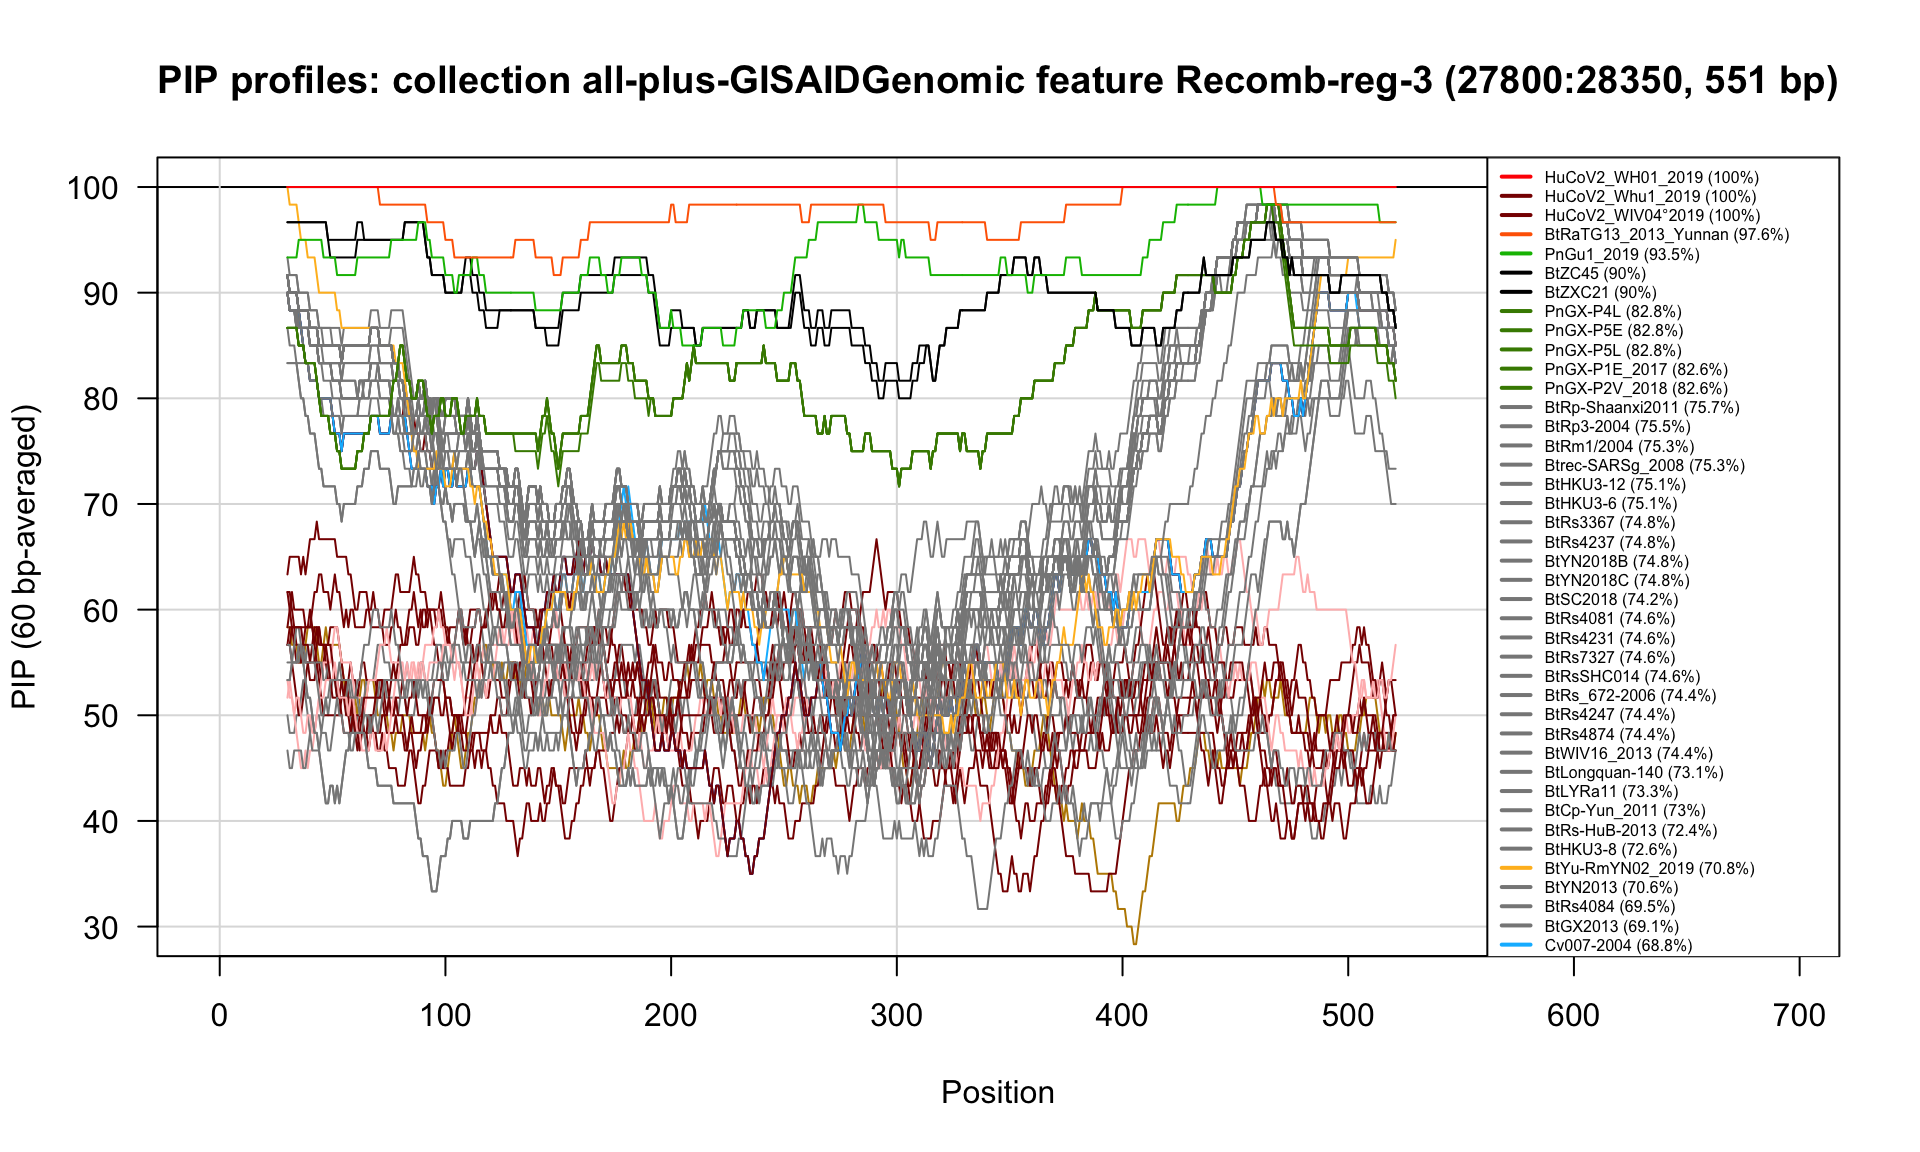 PIP profiles: collection all-plus-GISAIDGenomic feature Recomb-reg-3 (27800:28350, 551 bp)
PIP (60 bp-averaged)
100
90
80
70
60
50
40
30
0
100
200
300
400
500
600
700
Position
HuCoV2_WH01_2019 (100%)
HuCoV2_Whu1_2019 (100%)
HuCoV2_WIV04°2019 (100%)
BtRaTG13_2013_Yunnan (97.6%)
PnGu1_2019 (93.5%)
BtZC45 (90%)
BtZXC21 (90%)
PnGX-P4L (82.8%)
PnGX-P5E (82.8%)
PnGX-P5L (82.8%)
PnGX-P1E_2017 (82.6%)
PnGX-P2V_2018 (82.6%)
BtRp-Shaanxi2011 (75.7%)
BtRp3-2004 (75.5%)
BtRm1/2004 (75.3%)
Btrec-SARSg_2008 (75.3%)
BtHKU3-12 (75.1%)
BtHKU3-6 (75.1%)
BtRs3367 (74.8%)
BtRs4237 (74.8%)
BtYN2018B (74.8%)
BtYN2018C (74.8%)
BtSC2018 (74.2%)
BtRs4081 (74.6%)
BtRs4231 (74.6%)
BtRs7327 (74.6%)
BtRsSHC014 (74.6%)
BtRs_672-2006 (74.4%)
BtRs4247 (74.4%)
BtRs4874 (74.4%)
BtWIV16_2013 (74.4%)
BtLongquan-140 (73.1%)
BtLYRa11 (73.3%)
BtCp-Yun_2011 (73%)
BtRs-HuB-2013 (72.4%)
BtHKU3-8 (72.6%)
BtYu-RmYN02_2019 (70.8%)
BtYN2013 (70.6%)
BtRs4084 (69.5%)
BtGX2013 (69.1%)
Cv007-2004 (68.8%)